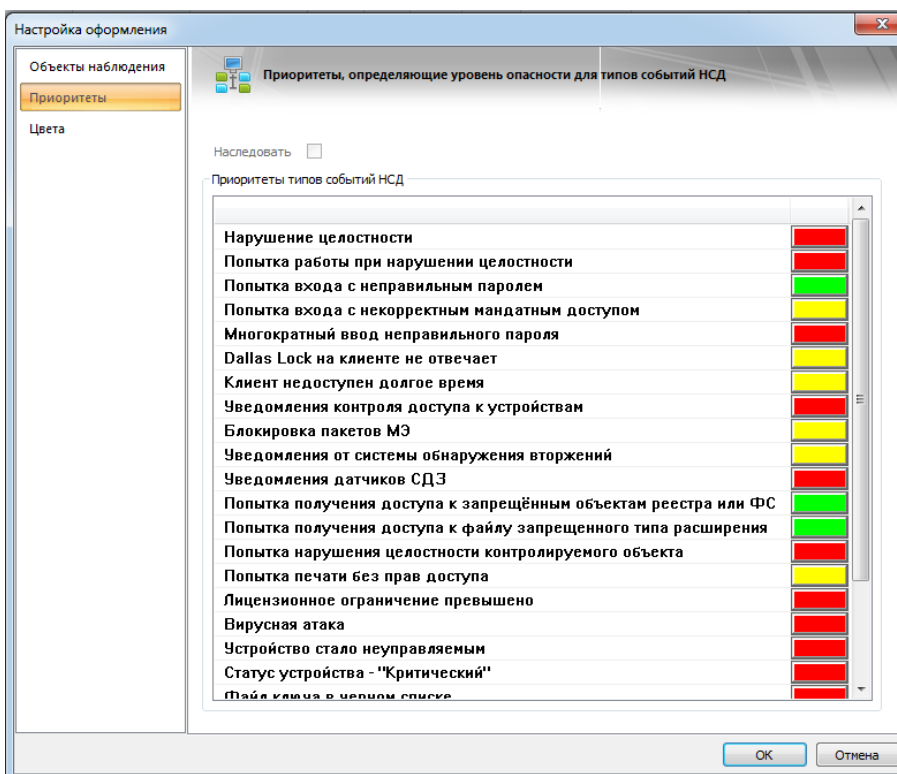 Настройка оформления
Объекты наблюдения
Приоритеты
Цвета
Приоритеты, определяющие уровень опасности для типов событий НСД
Наследовать
Приоритеты типов событий НСД
Нарушение целостности
Попытка работы при нарушении целостности
Попытка входа с неправильным паролем
Попытка входа с некорректным мандатным доступом
Многократный ввод неправильного пароля
Dallas Lock на клиенте не отвечает
Клиент недоступен долгое время
Уведомления контроля доступа к устройствам
Блокировка пакетов МЭ
Уведомления от системы обнаружения вторжений
Уведомления датчиков СДЗ
Попытка получения доступа к запрещённым объектам реестра или ФС
Попытка получения доступа к файлу запрещенного типа расширения
Попытка нарушения целостности контролируемого объекта
Попытка печати без прав доступа
Лицензионное ограничение превышено
Вирусная атака
Устройство стало неуправляемым
Статус устройства - "Критический"
Файл ключа в черном списке
ОК
Отмена